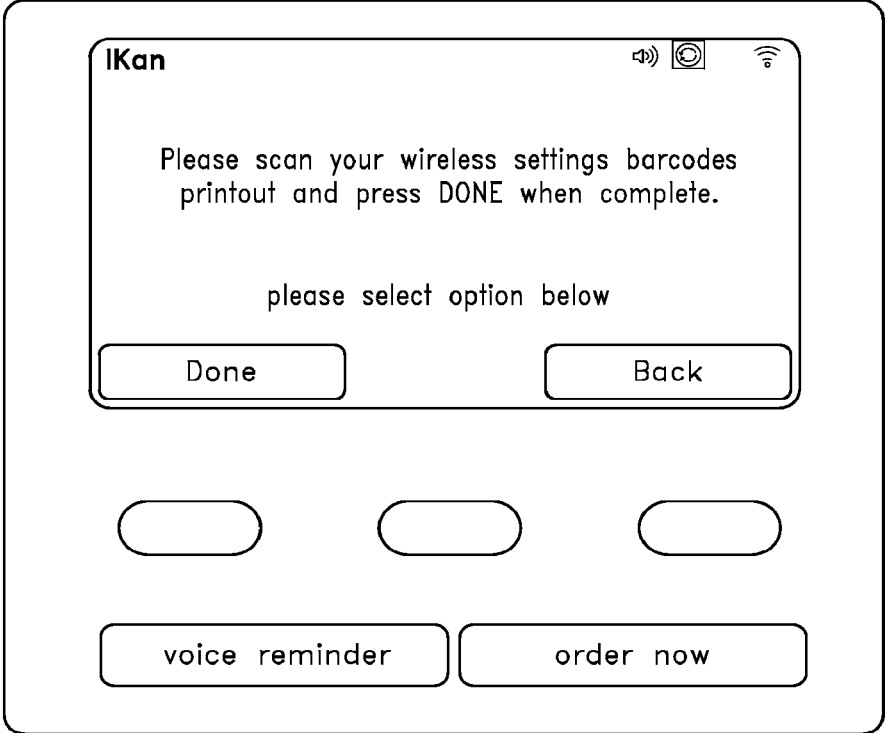 IKan
Please scan your wireless settings barcodes
printout and press DONE when complete.
please select option below
Done Back
voice reminder order now